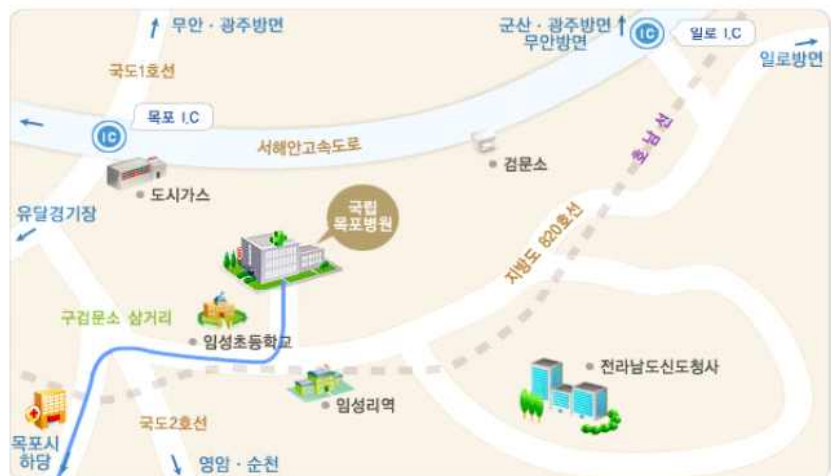 무안 · 광주방면
군산 · 광주방면
무안방면
IC
일로 I.C
일로방면
국도1호선
목포 I.C
IC
서해안고속도로
호남선
검문소
도시가스
유달경기장
국립
목포병원
지방도 820호선
구검문소 삼거리
임성초등학교
전라남도신도청사
임성리역
국도2호선
목포시
하당
영암 · 순천